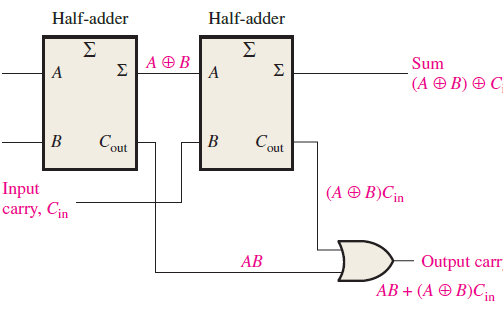 Half-adder
Half-adder
Σ
Σ
A
Σ
A ⊕ B
A
Σ
Sum
(A ⊕ B) ⊕ C
B
Cout
B
Cout
Input
carry, Cin
(A ⊕ B)Cin
AB
Output carr
AB + (A ⊕ B)Cin